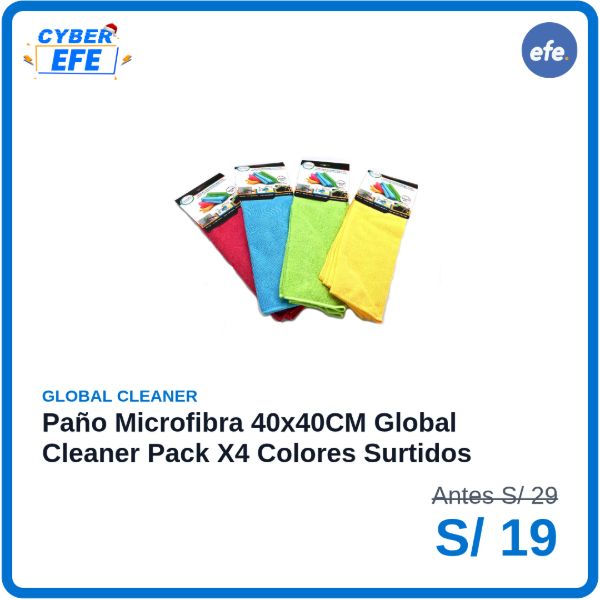 CYBER
EFE
efe.
GLOBAL CLEANER
Paño Microfibra 40x40CM Global
Cleaner Pack X4 Colores Surtidos
Antes S/ 29
S/ 19